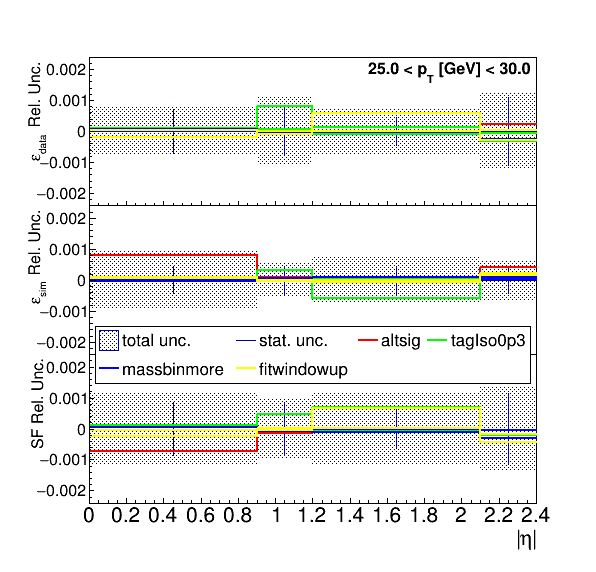 25.0 < pT [GeV] < 30.0
εdata Rel. Unc.
0.002
0.001
0
−0.001
−0.002
εsim Rel. Unc.
0.002
0.001
0
−0.001
−0.002
total unc. stat. unc. altsig tagIso0p3
massbinmore fitwindowup
SF Rel. Unc.
0.002
0.001
0
−0.001
−0.002
0 0.2 0.4 0.6 0.8 1 1.2 1.4 1.6 1.8 2 2.2 2.4
|η|